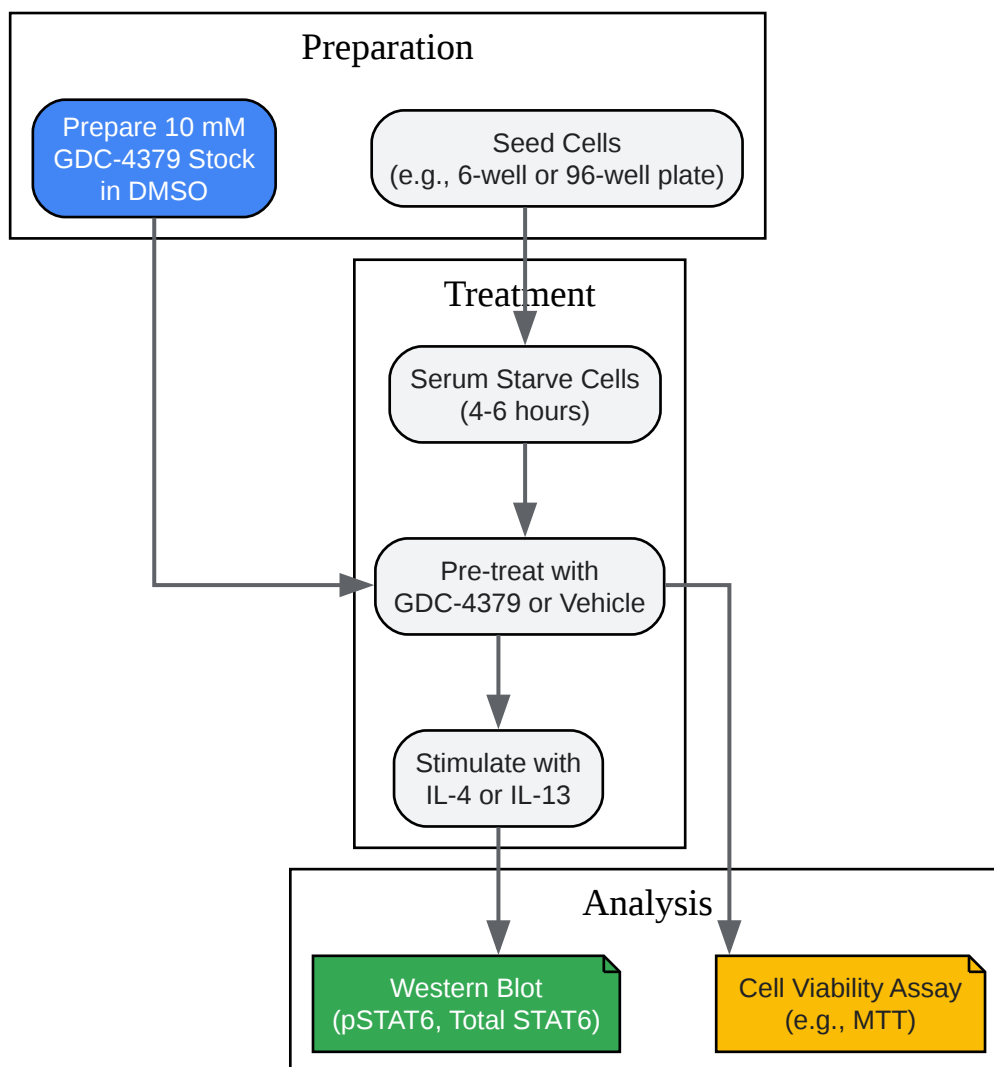 Preparation
Prepare 10 mM
GDC-4379 Stock
in DMSO
Seed Cells
(e.g., 6-well or 96-well plate)
Treatment
Serum Starve Cells
(4-6 hours)
Pre-treat with
GDC-4379 or Vehicle
Stimulate with
IL-4 or IL-13
Analysis
Western Blot
(pSTAT6, Total STAT6)
Cell Viability Assay
(e.g., MTT)